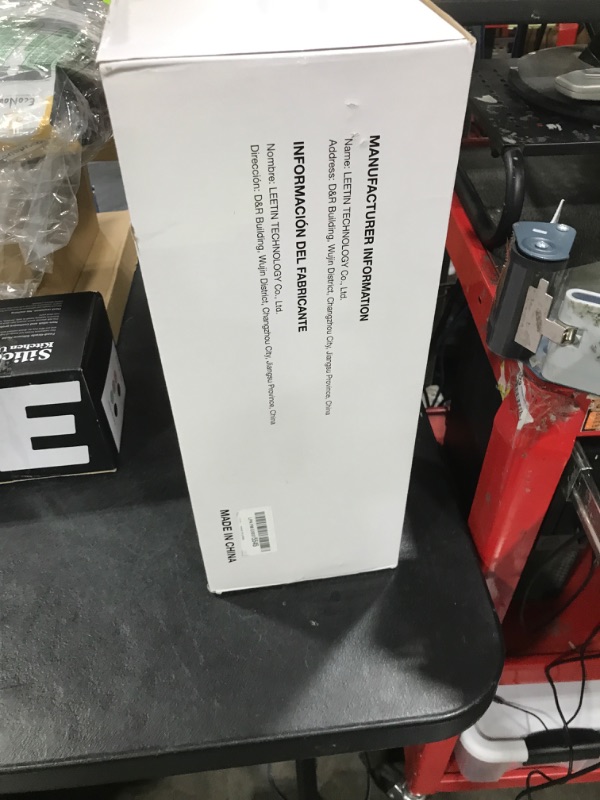 MANUFACTURER INFORMATION
Name: LEETIN TECHNOLOGY Co., Ltd.
Address: D&R Building, Wujin District, Changzhou City, Jiangsu Province, China
INFORMACIÓN DEL FABRICANTE
Nombre: LEETIN TECHNOLOGY Co., Ltd.
Dirección: D&R Building, Wujin District, Changzhou City, Jiangsu Province, China
MADE IN CHINA
Kitchen
E